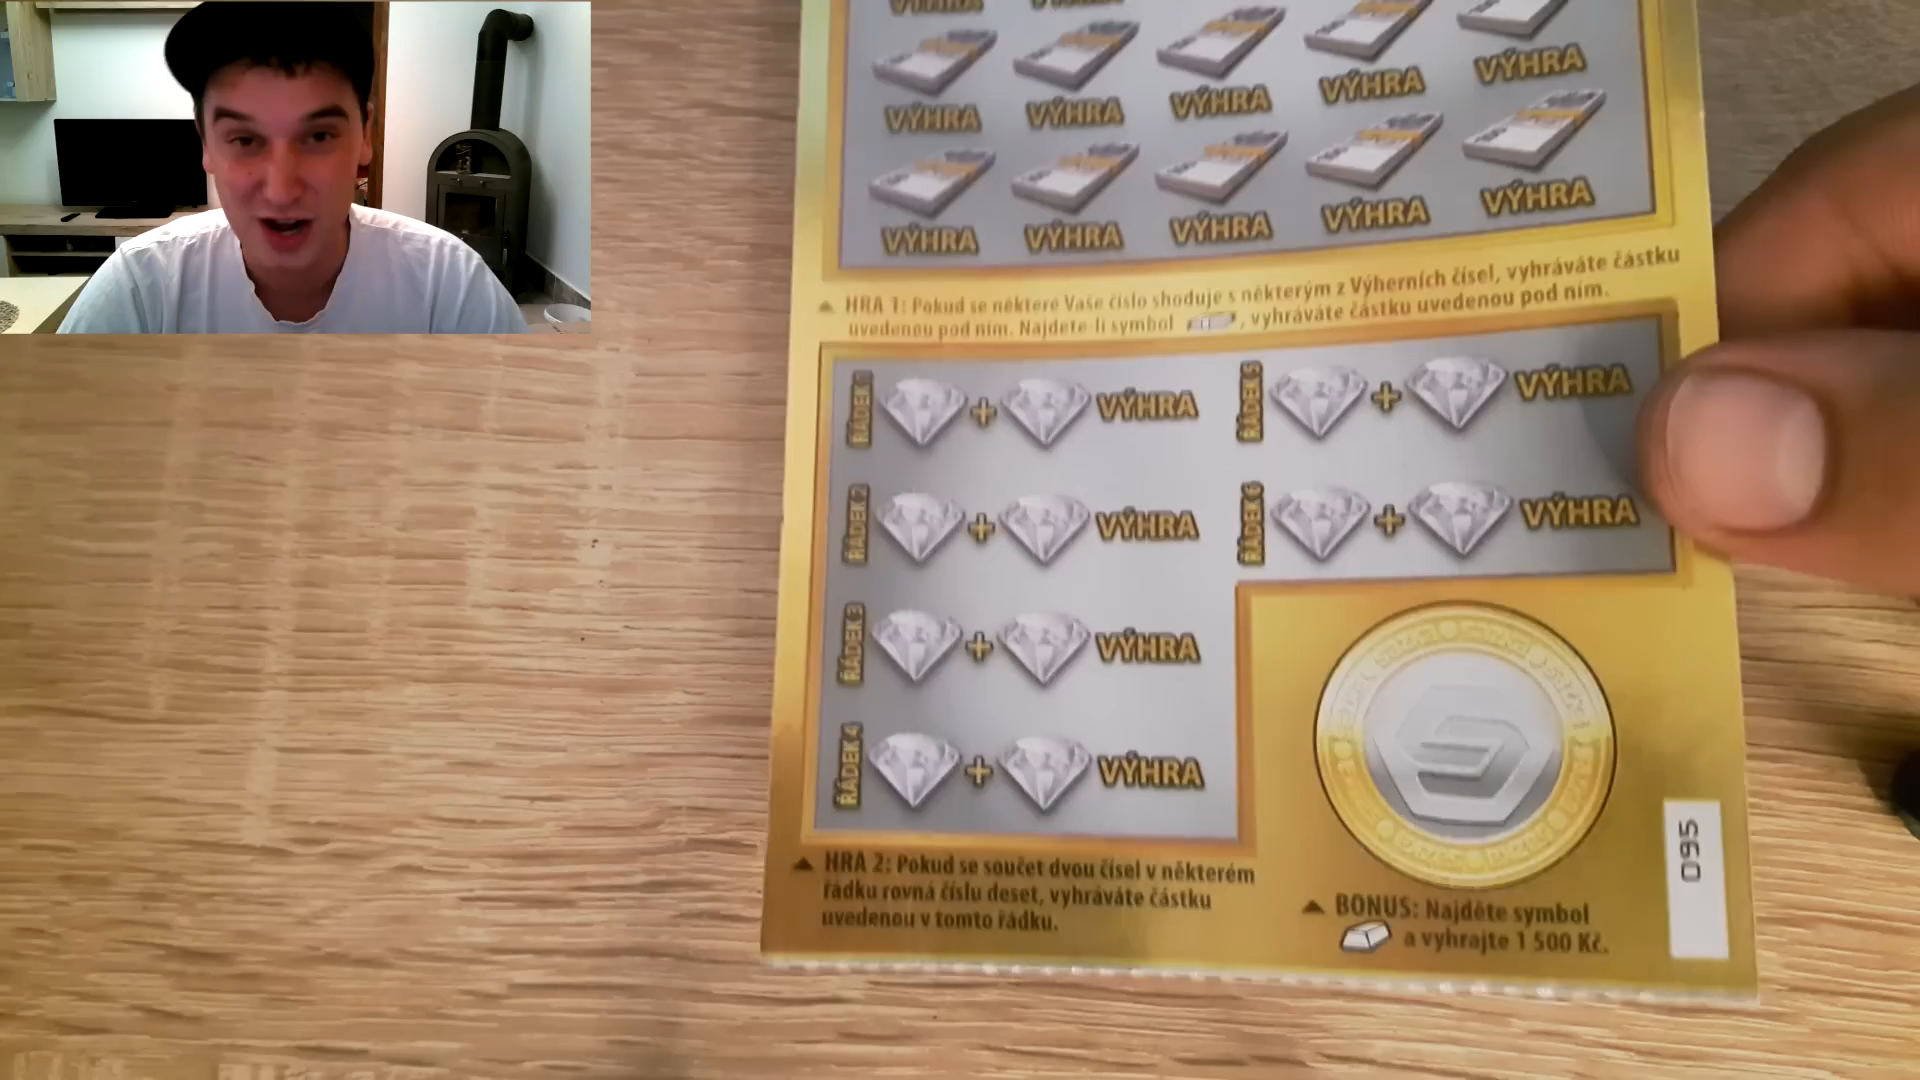 VÝHRA VÝHRA
VÝHRA VÝHRA VÝHRA VÝHRA VÝHRA
VÝHRA VÝHRA VÝHRA VÝHRA VÝHRA
HRA 1: Pokud se některé Vaše číslo shoduje s některým z Výherních čísel, vyhráváte částku
uvedenou pod ním. Najdete-li symbol , vyhráváte částku uvedenou pod ním.
ŘÁDEK 1 + VÝHRA
ŘÁDEK 2 + VÝHRA
ŘÁDEK 3 + VÝHRA
ŘÁDEK 4 + VÝHRA
ŘÁDEK 5 + VÝHRA
ŘÁDEK 6 + VÝHRA
HRA 2: Pokud se součet dvou čísel v některém
řádku rovná číslu deset, vyhráváte částku
uvedenou v tomto řádku.
BONUS: Najděte symbol
a vyhrajte 1 500 Kč.
095